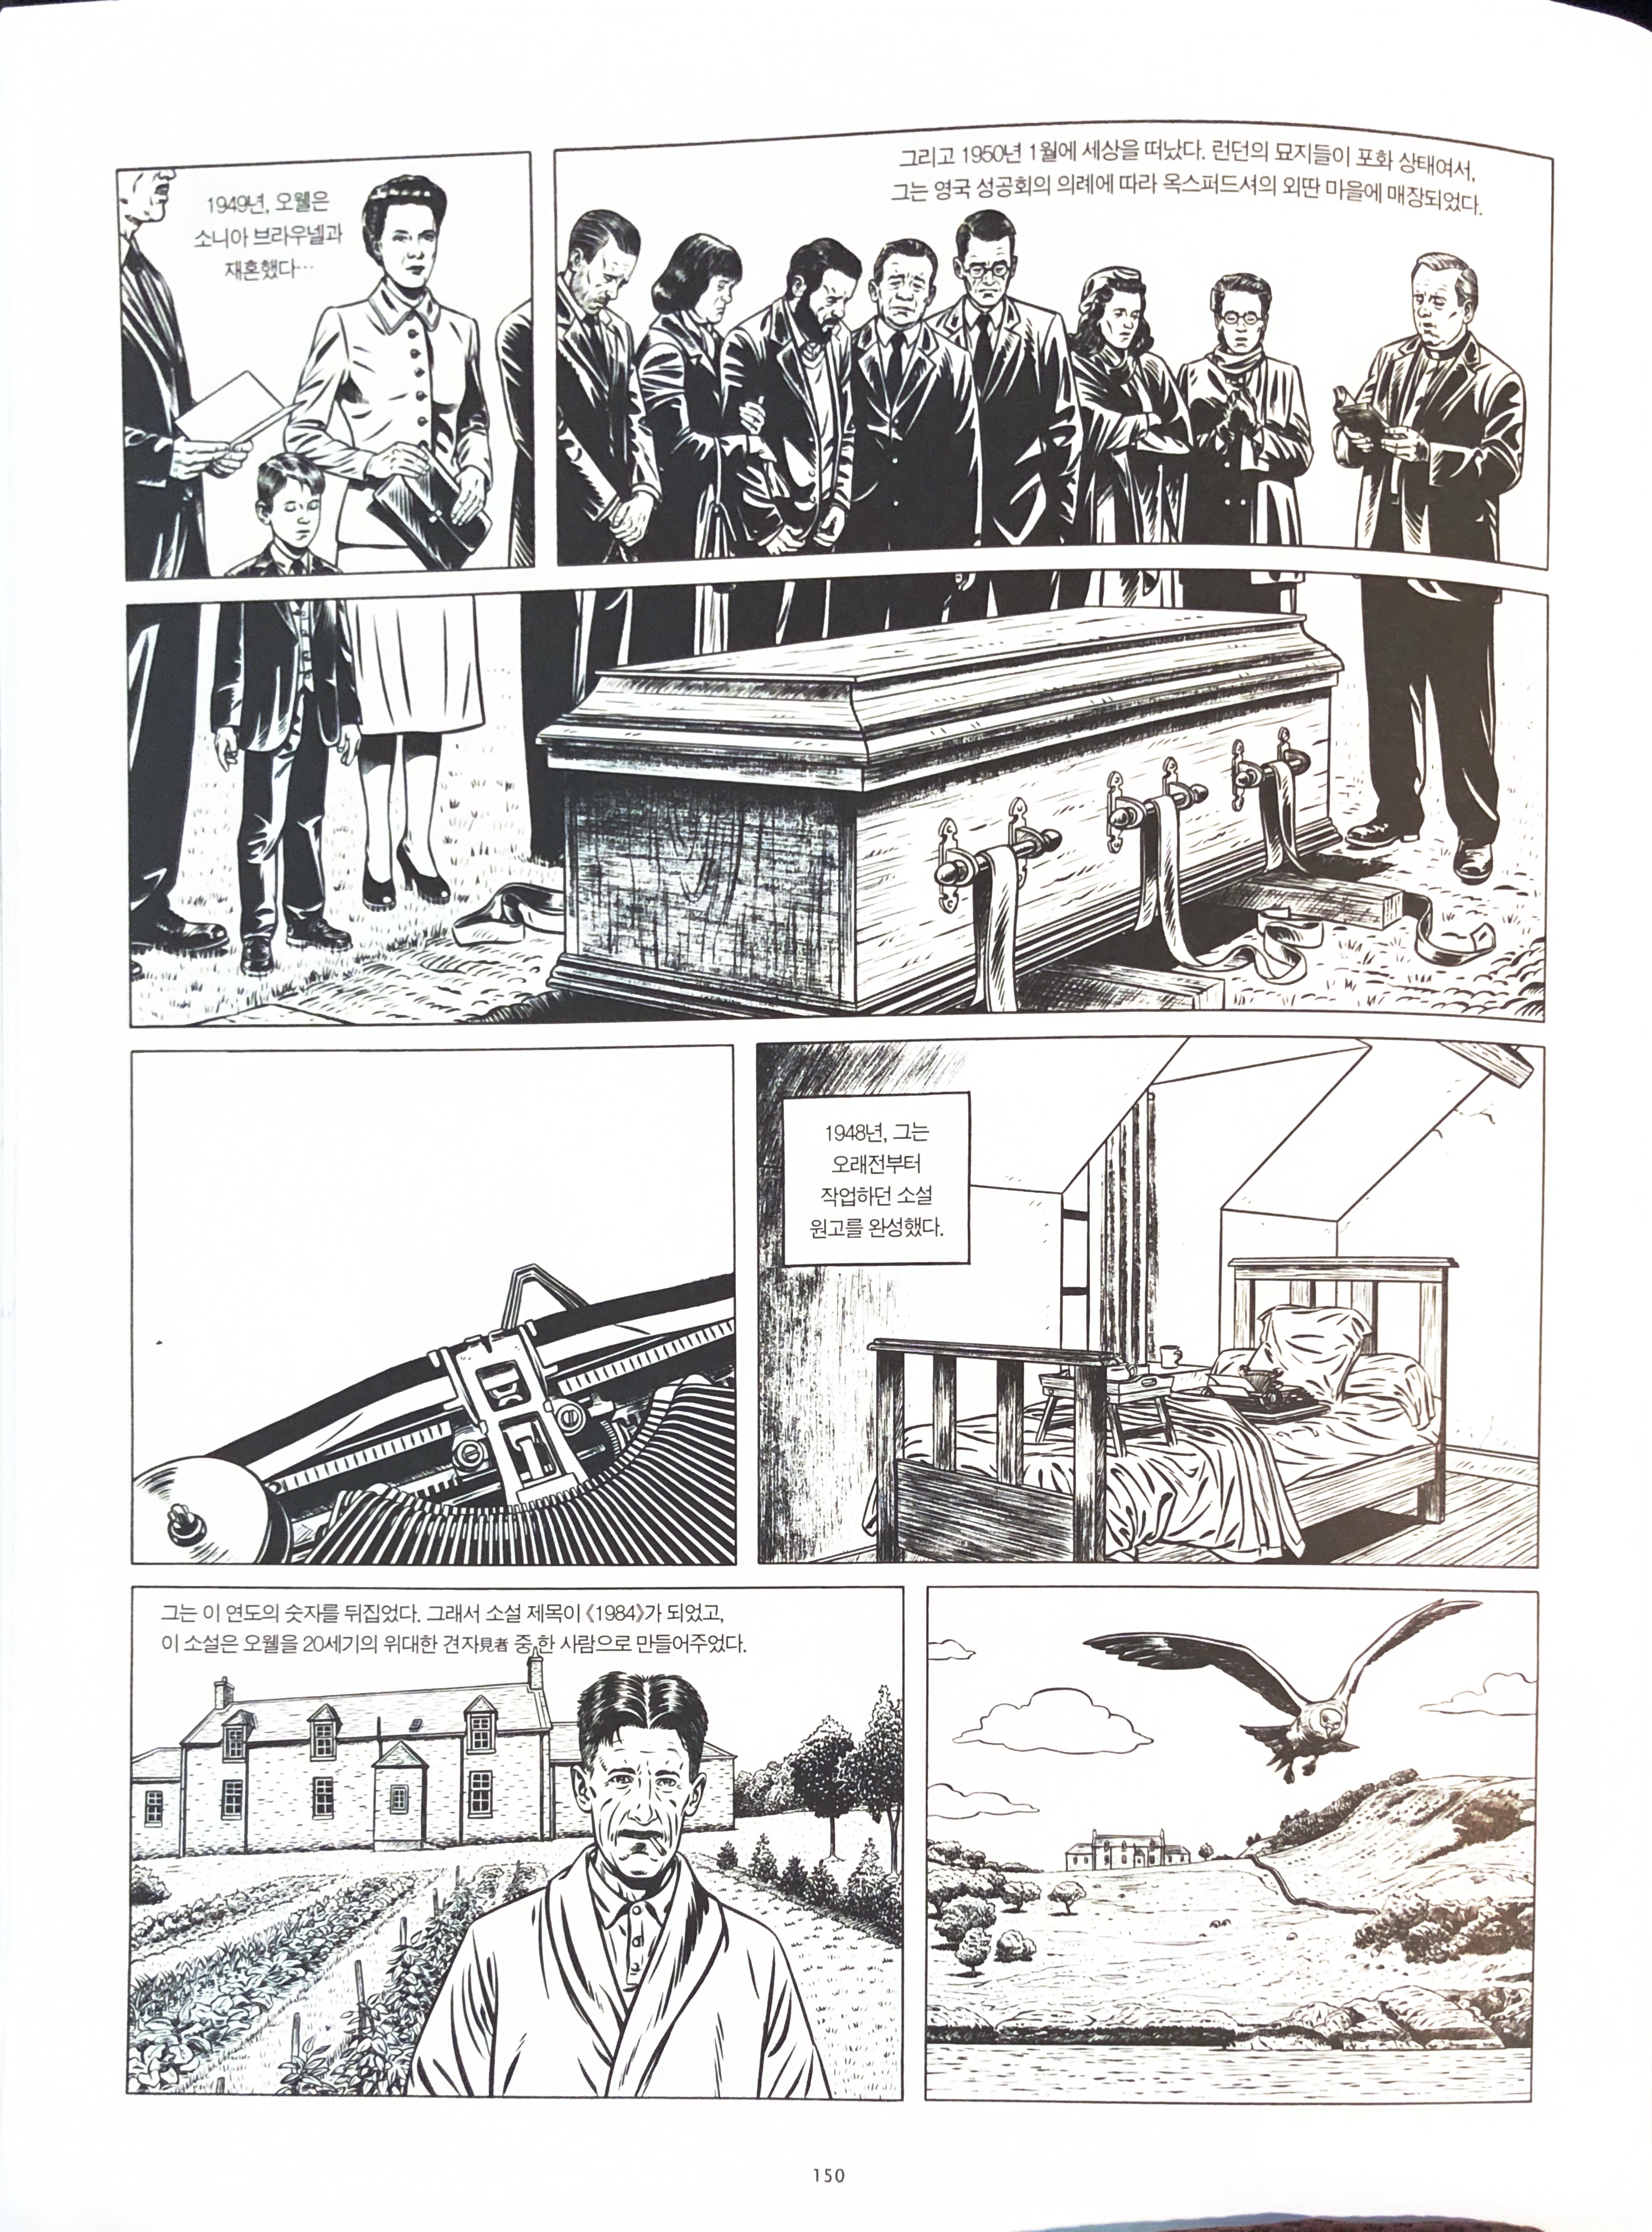 1949년, 오웰은
소니아 브라우넬과
재혼했다…
그리고 1950년 1월에 세상을 떠났다. 런던의 묘지들이 포화 상태여서,
그는 영국 성공회의 의례에 따라 옥스퍼드셔의 외딴 마을에 매장되었다.
1948년, 그는
오래전부터
작업하던 소설
원고를 완성했다.
그는 이 연도의 숫자를 뒤집었다. 그래서 소설 제목이 《1984》가 되었고,
이 소설은 오웰을 20세기의 위대한 견자見者 중 한 사람으로 만들어주었다.
150